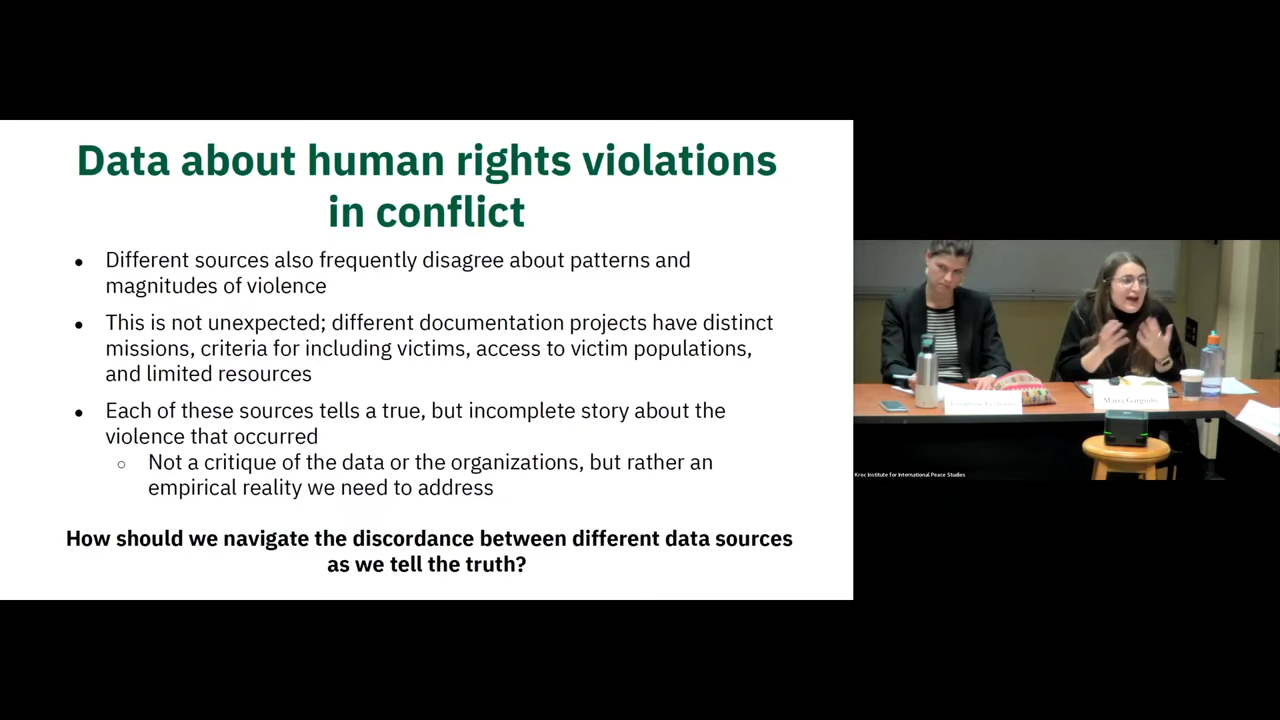 Data about human rights violations
in conflict
● Different sources also frequently disagree about patterns and
magnitudes of violence
● This is not unexpected; different documentation projects have distinct
missions, criteria for including victims, access to victim populations,
and limited resources
● Each of these sources tells a true, but incomplete story about the
violence that occurred
○ Not a critique of the data or the organizations, but rather an
empirical reality we need to address
How should we navigate the discordance between different data sources
as we tell the truth?
Maria Gargiulo
Kroc Institute for International Peace Studies